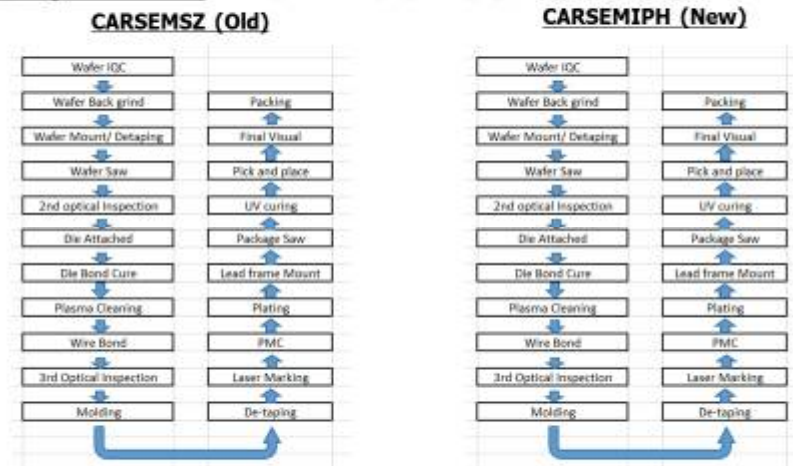 CARSEMSZ (Old)
Wafer IQC
Wafer Back grind
Wafer Mount/ Detaping
Wafer Saw
2nd optical Inspection
Die Attached
Die Bond Cure
Plasma Cleaning
Wire Bond
3rd Optical Inspection
Molding
Packing
Final Visual
Pick and place
UV curing
Package Saw
Lead frame Mount
Plating
PMC
Laser Marking
De-taping
CARSEMIPH (New)
Wafer IQC
Wafer Back grind
Wafer Mount/ Detaping
Wafer Saw
2nd optical Inspection
Die Attached
Die Bond Cure
Plasma Cleaning
Wire Bond
3rd Optical Inspection
Molding
Packing
Final Visual
Pick and place
UV curing
Package Saw
Lead frame Mount
Plating
PMC
Laser Marking
De-taping